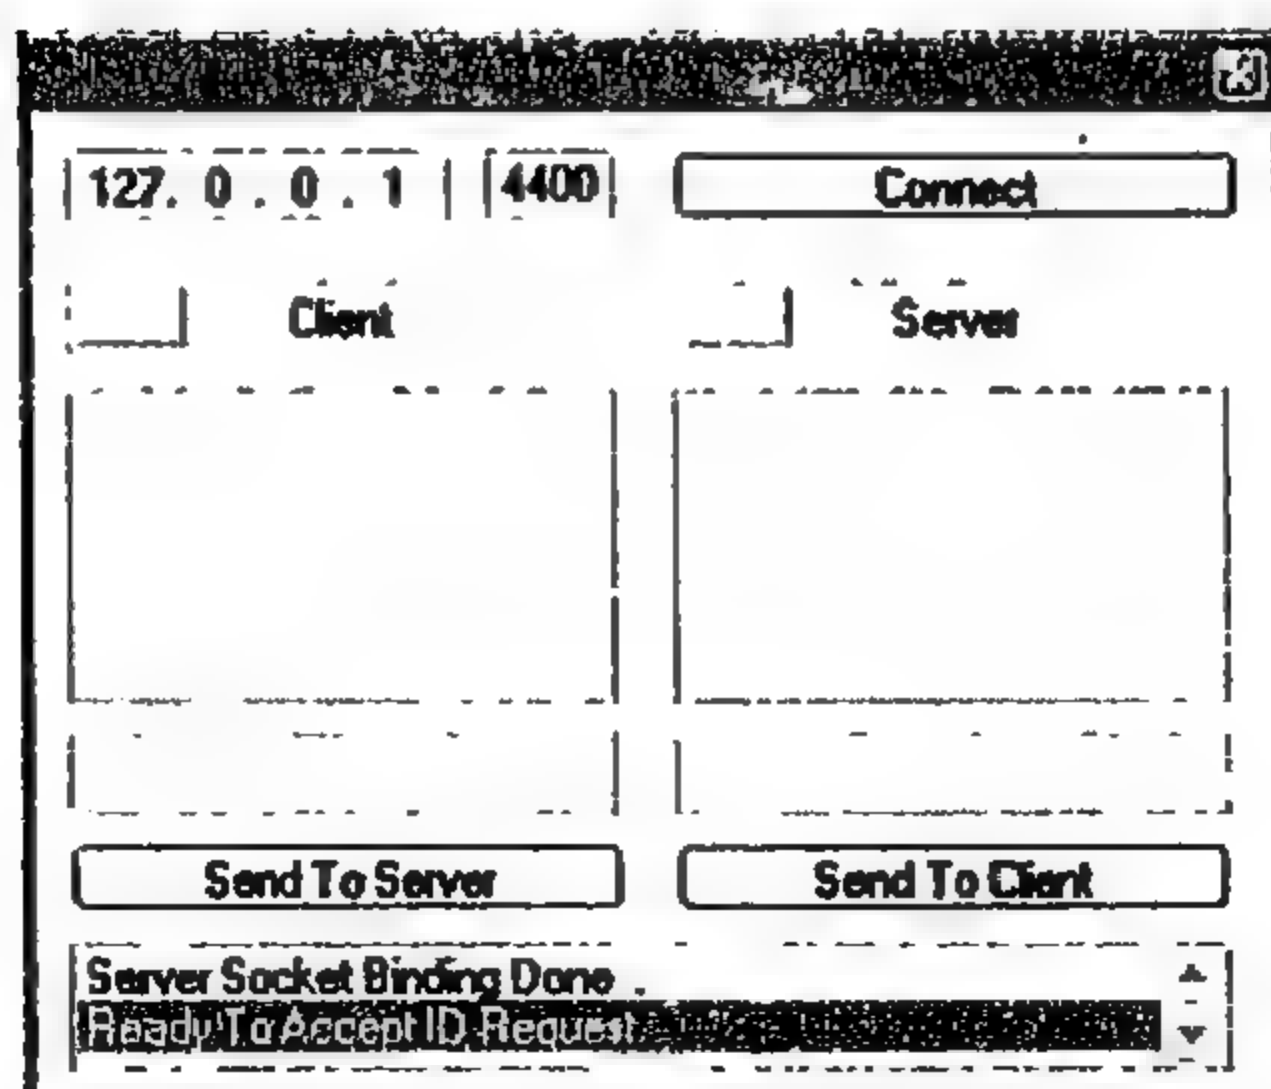 127. 0 . 0 . 1 4400 Connect
Client Server
Send To Server Send To Client
Server Socket Binding Done .
Ready To Accept ID Request